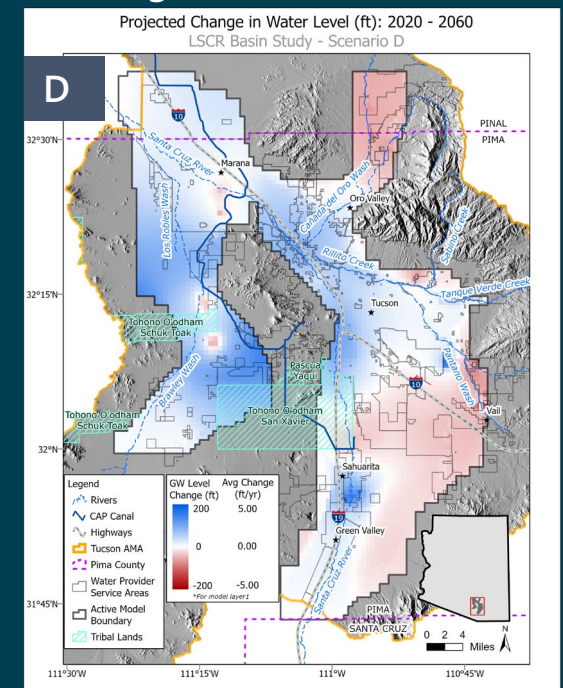 Projected Change in Water Level (ft): 2020 - 2060
LSCR Basin Study - Scenario D
D
10
PINAL
PIMA
32°30'N
Santa Cruz River
Marana
Cañada del Oro Wash
Oro Valley
Los Robles Wash
Sabino Creek
Rillito Creek
Tanque Verde Creek
32°15'N
Tucson
Tohono O'odham
Schuk Toak
Pantano Wash
Brawley Wash
Pascua
Yaqui
10
Tohono O'odham
Schuk Toak
Tohono O'odham
San Xavier
Vail
32°N
Sahuarita
19
Green Valley
Santa Cruz River
31°45'N
PIMA
SANTA CRUZ
Legend
Rivers
CAP Canal
Highways
Tucson AMA
Pima County
Water Provider
Service Areas
Active Model
Boundary
Tribal Lands
GW Level
Change (ft)
Avg Change
(ft/yr)
200 5.00
0 0.00
-200 -5.00
*For model layer1
0 2 4
Miles
N
111°30'W
111°15'W
111°W
110°45'W